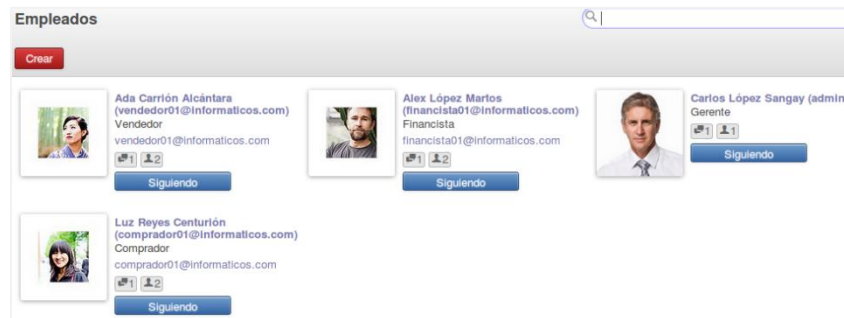 Empleados
Crear
Ada Carrión Alcántara
(vendedor01@informaticos.com)
Vendedor
vendedor01@informaticos.com
1 2
Siguiendo
Alex López Martos
(financista01@informaticos.com)
Financista
financista01@informaticos.com
1 2
Siguiendo
Carlos López Sangay (admin
Gerente
1 1
Siguiendo
Luz Reyes Centurión
(comprador01@informaticos.com)
Comprador
comprador01@informaticos.com
1 2
Siguiendo